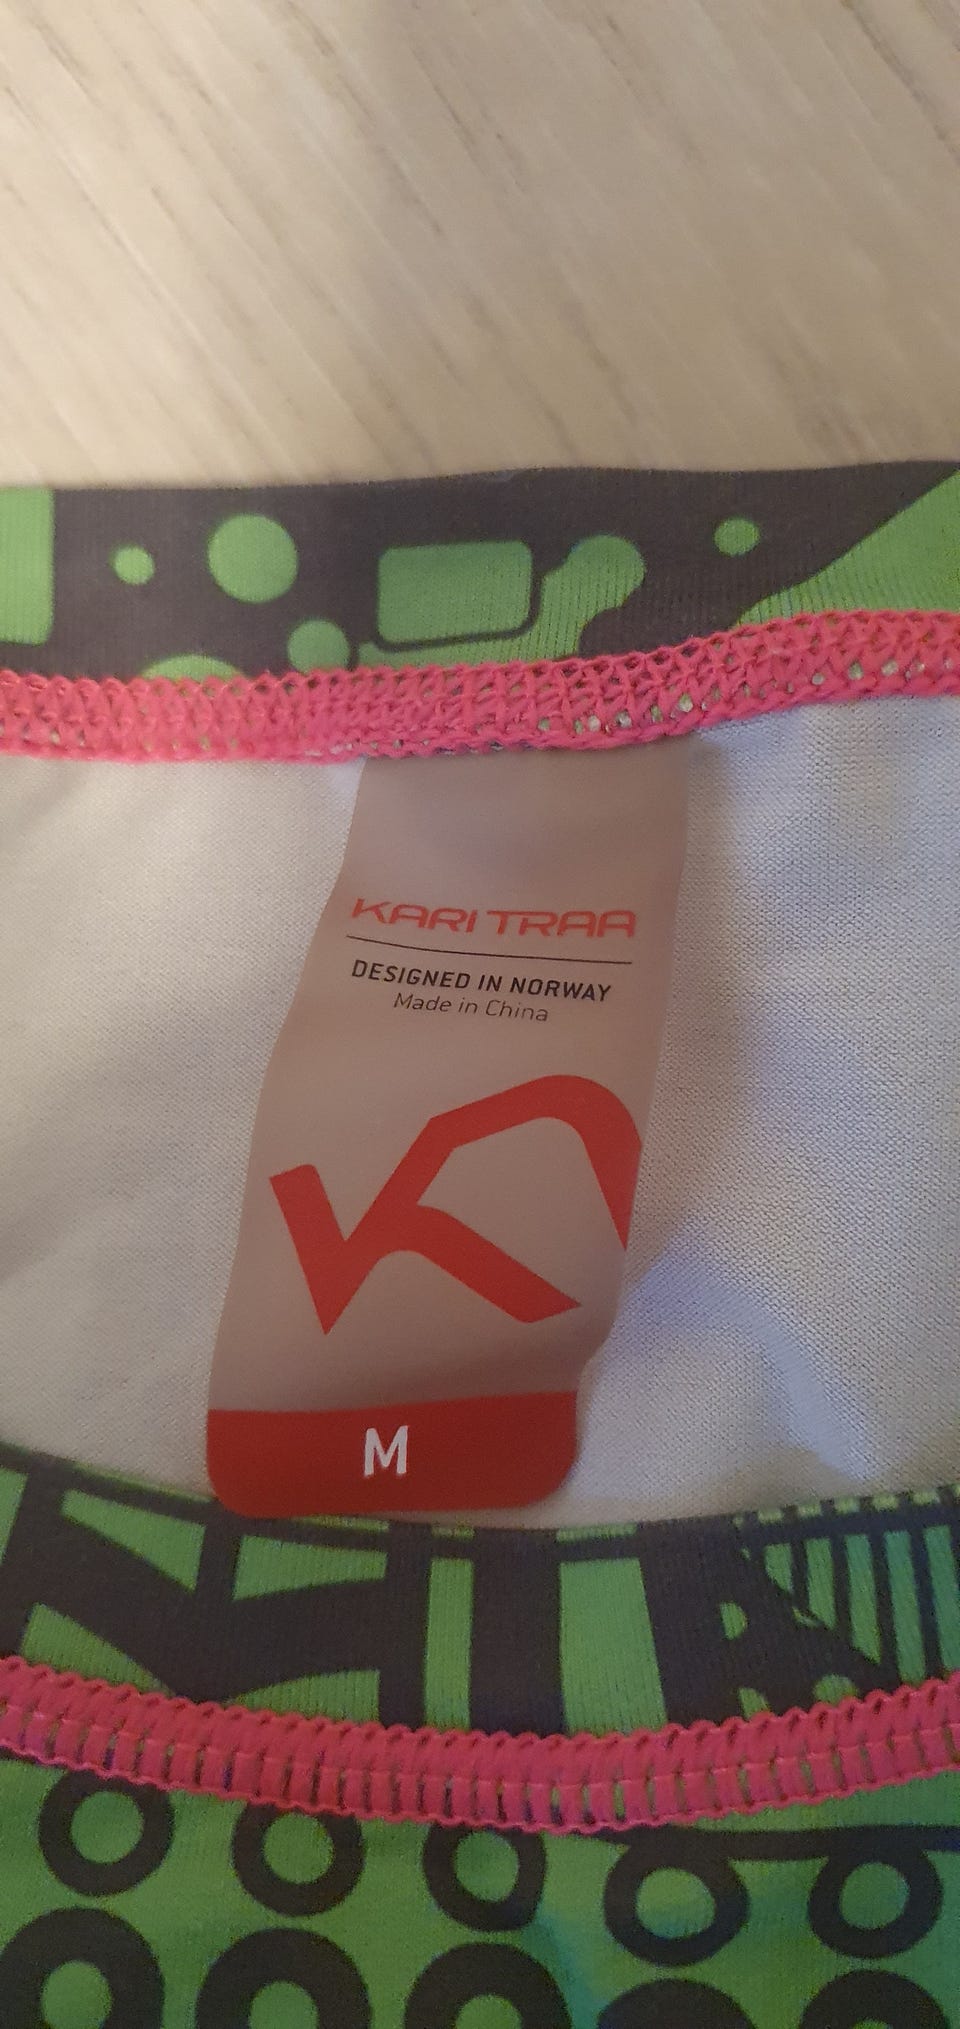 KARI TRAA
DESIGNED IN NORWAY
Made in China
M